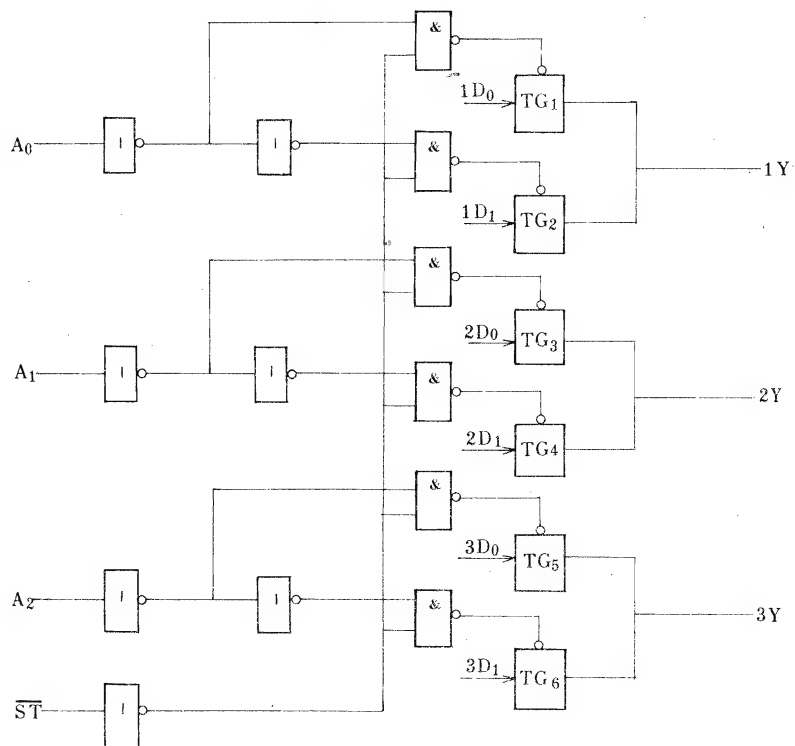 &
1D₀
TG₁
A₀
1
1
&
1Y
1D₁
TG₂
&
2D₀
TG₃
A₁
1
1
&
2Y
2D₁
TG₄
&
3D₀
TG₅
A₂
1
1
&
3Y
3D₁
TG₆
S̅T̅
1